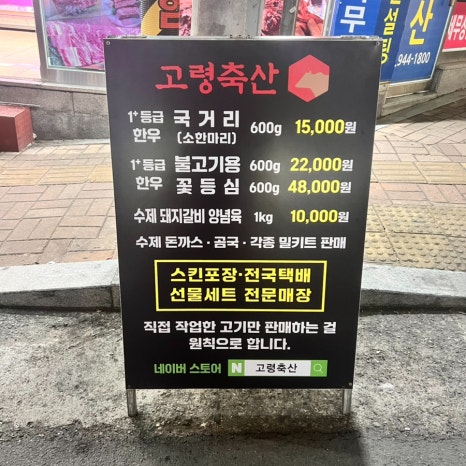 고령축산
1+등급 한우 국거리 (소한마리) 600g 15,000원
1+등급 한우 불고기용 600g 22,000원
꽃등심 600g 48,000원
수제 돼지갈비 양념육 1kg 10,000원
수제 돈까스 · 곰국 · 각종 밀키트 판매
스킨포장·전국택배
선물세트 전문매장
직접 작업한 고기만 판매하는 걸
원칙으로 합니다.
네이버 스토어 N 고령축산
944-1800